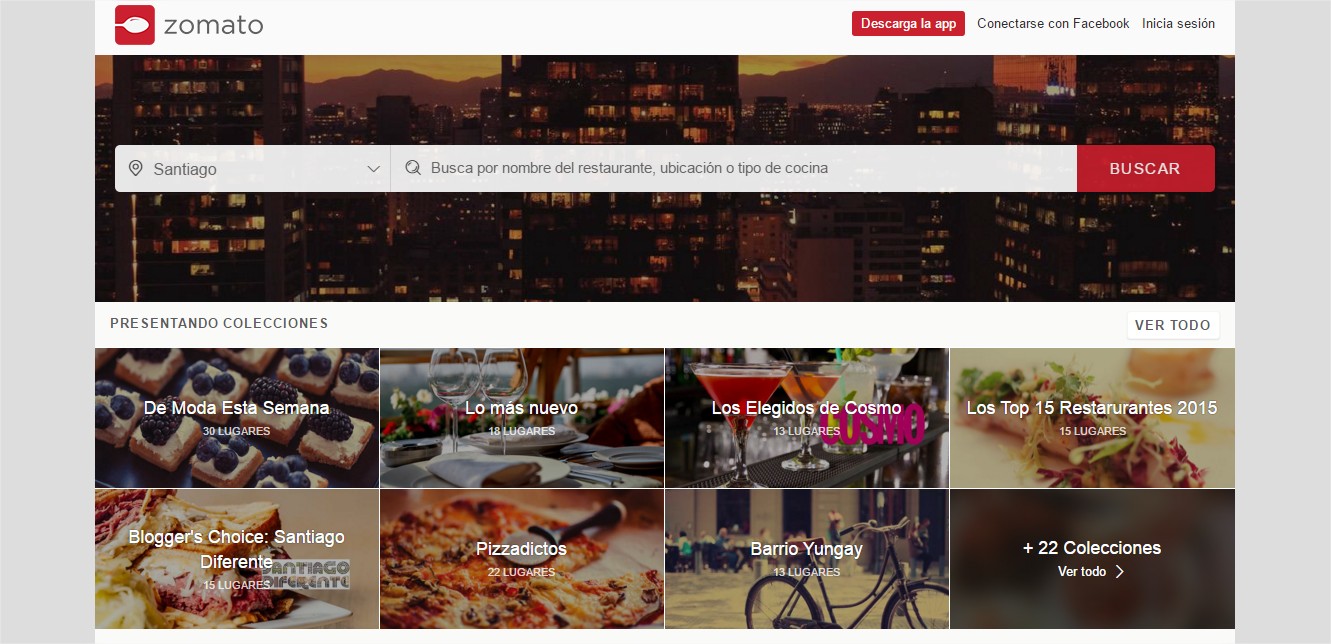 zomato
Descarga la app
Conectarse con Facebook
Inicia sesión
Santiago
Busca por nombre del restaurante, ubicación o tipo de cocina
BUSCAR
PRESENTANDO COLECCIONES
VER TODO
De Moda Esta Semana
30 LUGARES
Lo más nuevo
18 LUGARES
Los Elegidos de Cosmo
13 LUGARES
COSMO
Los Top 15 Restarurantes 2015
15 LUGARES
Blogger's Choice: Santiago
Diferente
15 LUGARES
SANTIAGO
DIFERENTE
Pizzadictos
22 LUGARES
Barrio Yungay
13 LUGARES
+ 22 Colecciones
Ver todo